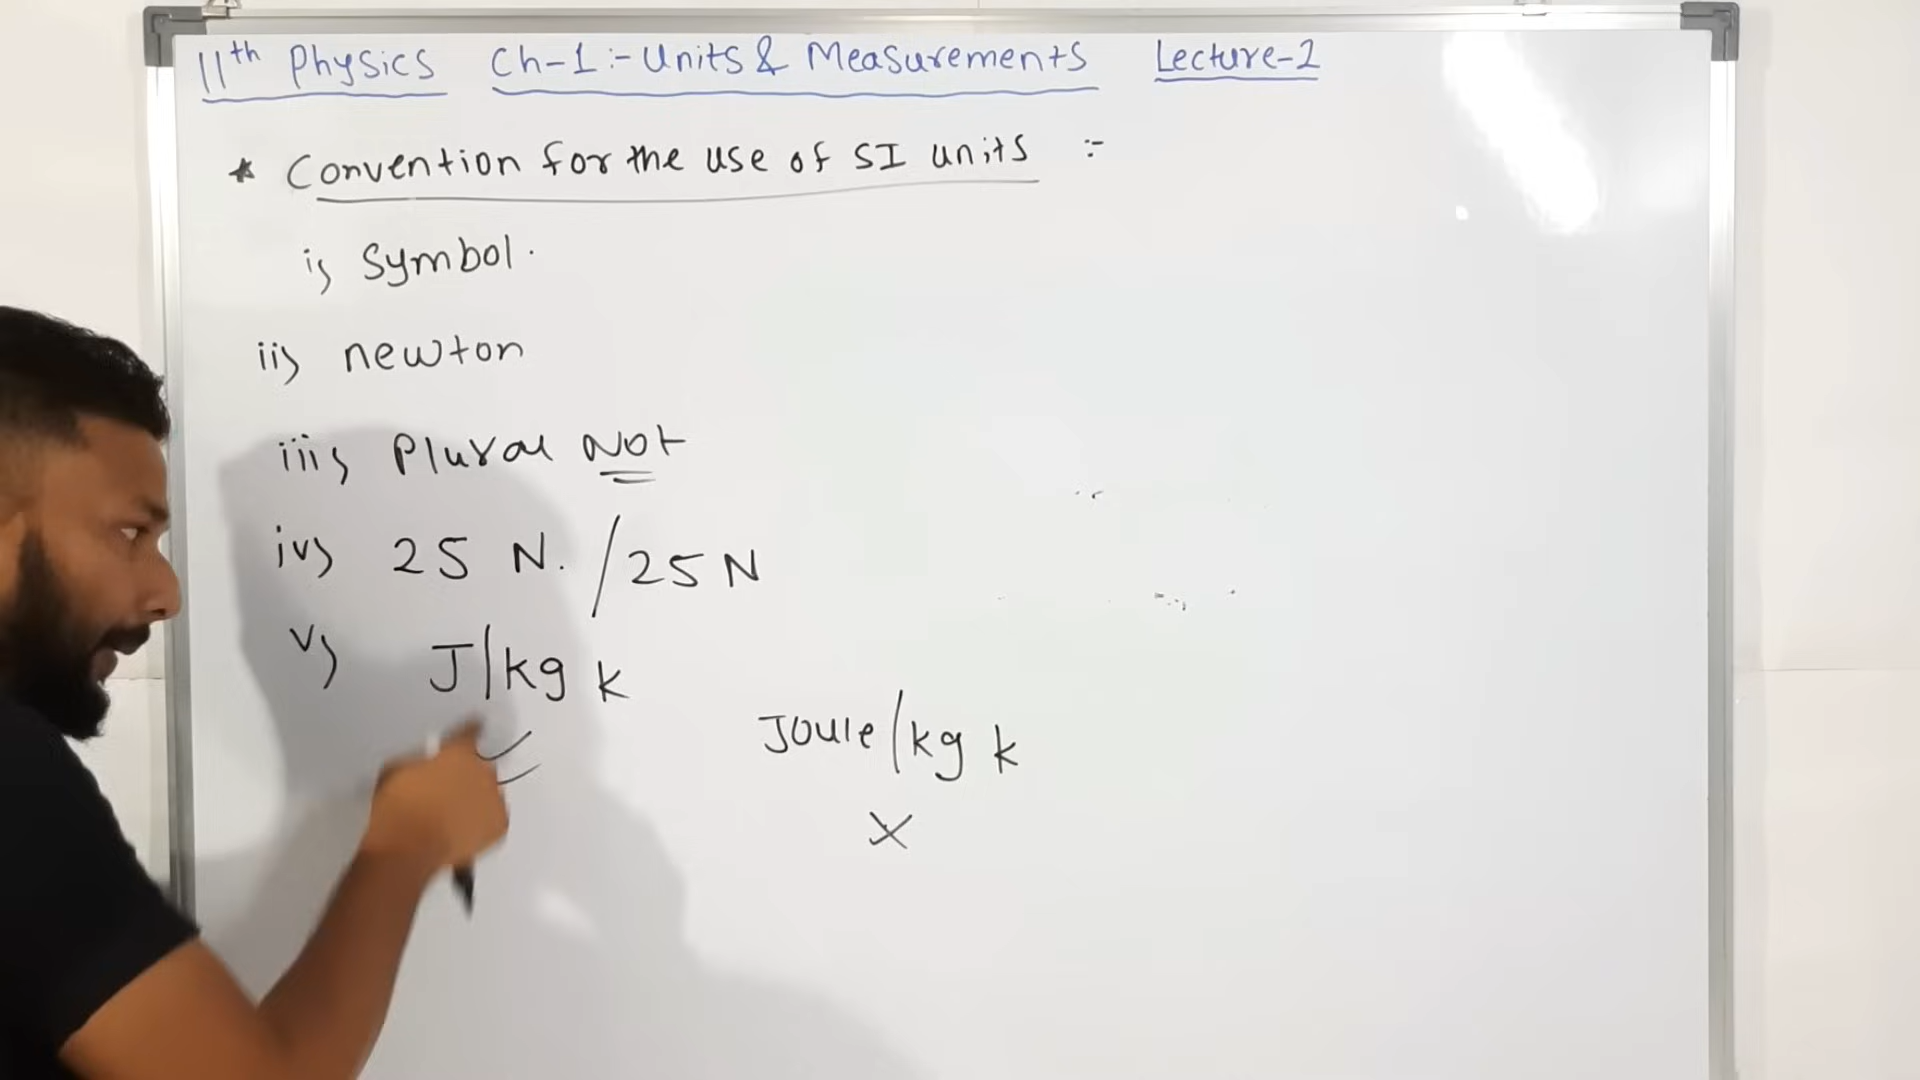 11th Physics Ch-1:- Units & Measurements Lecture-2
* Convention for the use of SI units :-
i) Symbol.
ii) newton
iii) Plural Not
iv) 25 N. / 25 N
v) J/kg k
Joule/kg k
x